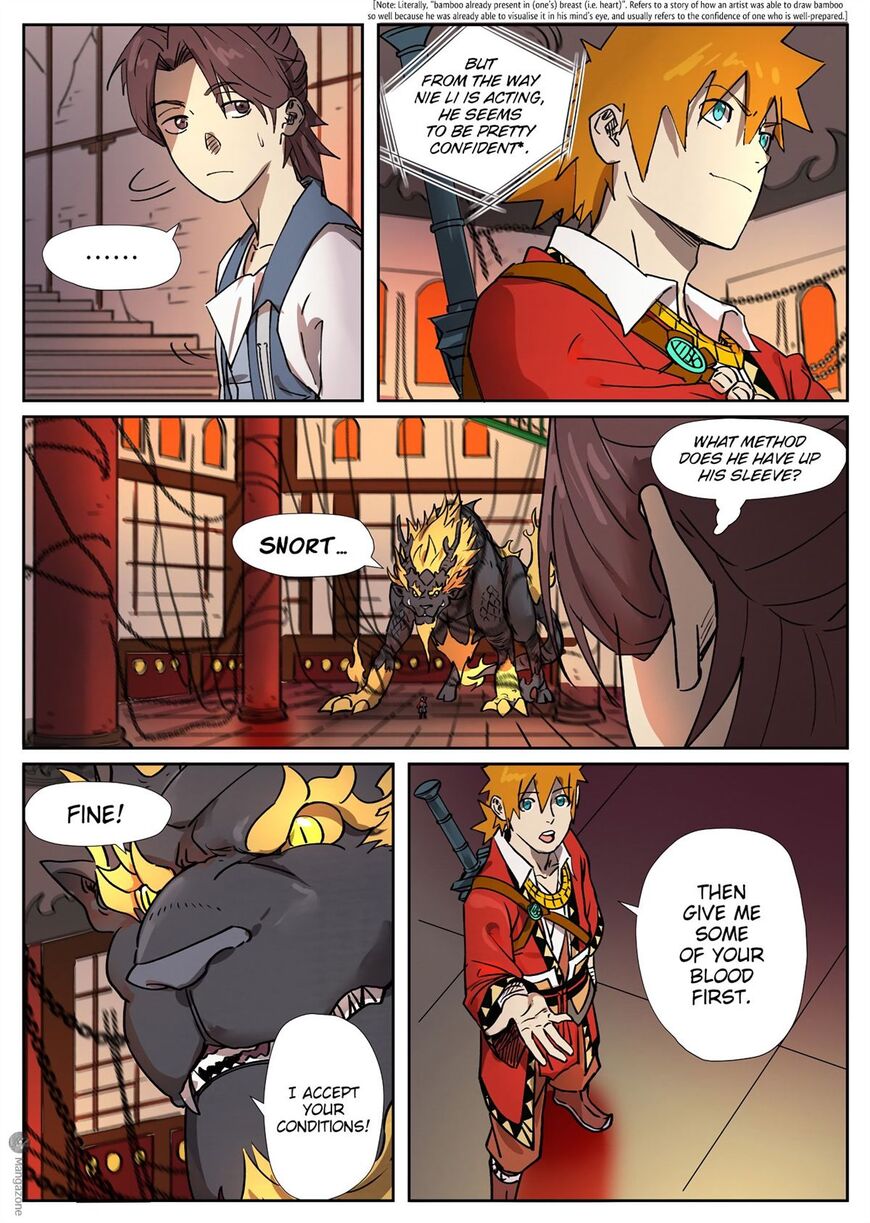 [Note: Literally, "bamboo already present in (one's) breast (i.e. heart)". Refers to a story of how an artist was able to draw bamboo
so well because he was already able to visualise it in his mind's eye, and usually refers to the confidence of one who is well-prepared.]
......
BUT
FROM THE WAY
NIE LI IS ACTING,
HE SEEMS
TO BE PRETTY
CONFIDENT*.
WHAT METHOD
DOES HE HAVE UP
HIS SLEEVE?
SNORT...
FINE!
I ACCEPT
YOUR
CONDITIONS!
THEN
GIVE ME
SOME
OF YOUR
BLOOD
FIRST.
Mangazone